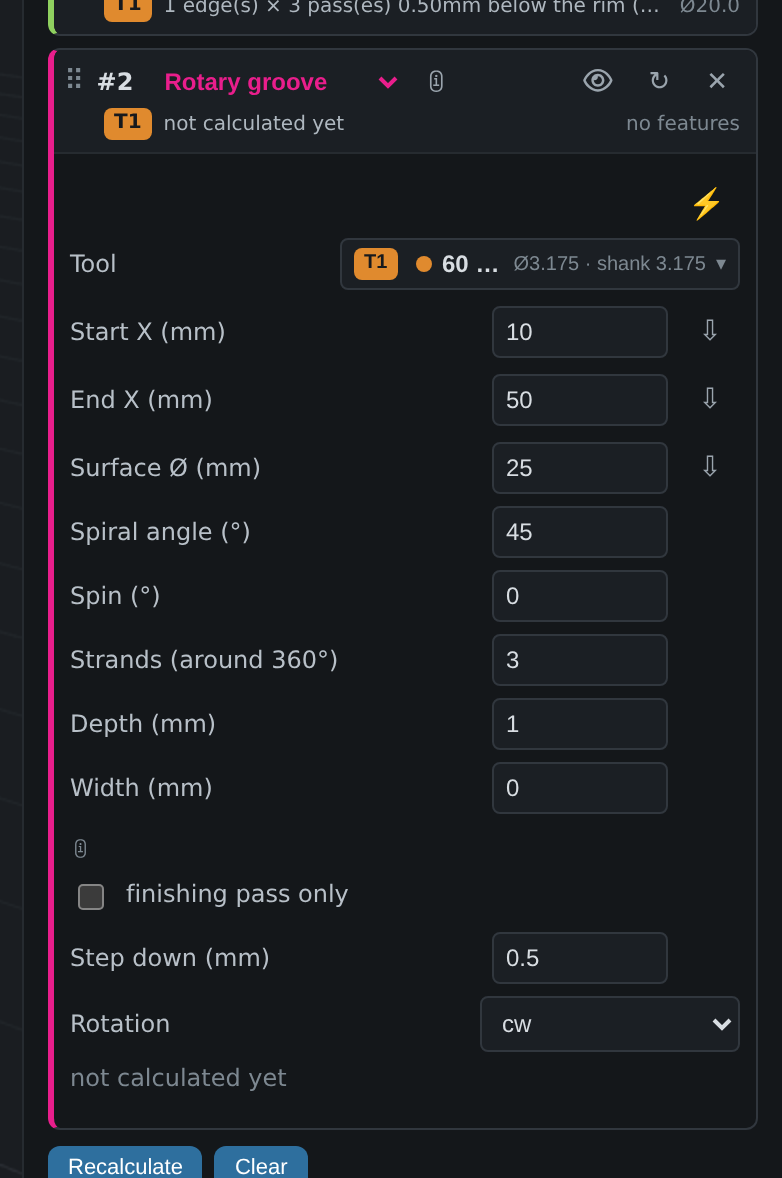 T1 1 edge(s) × 3 pass(es) 0.50mm below the rim (… Ø20.0
#2 Rotary groove
T1 not calculated yet no features
Tool T1 60 … Ø3.175 · shank 3.175
Start X (mm) 10
End X (mm) 50
Surface Ø (mm) 25
Spiral angle (°) 45
Spin (°) 0
Strands (around 360°) 3
Depth (mm) 1
Width (mm) 0
finishing pass only
Step down (mm) 0.5
Rotation cw
not calculated yet
Recalculate Clear